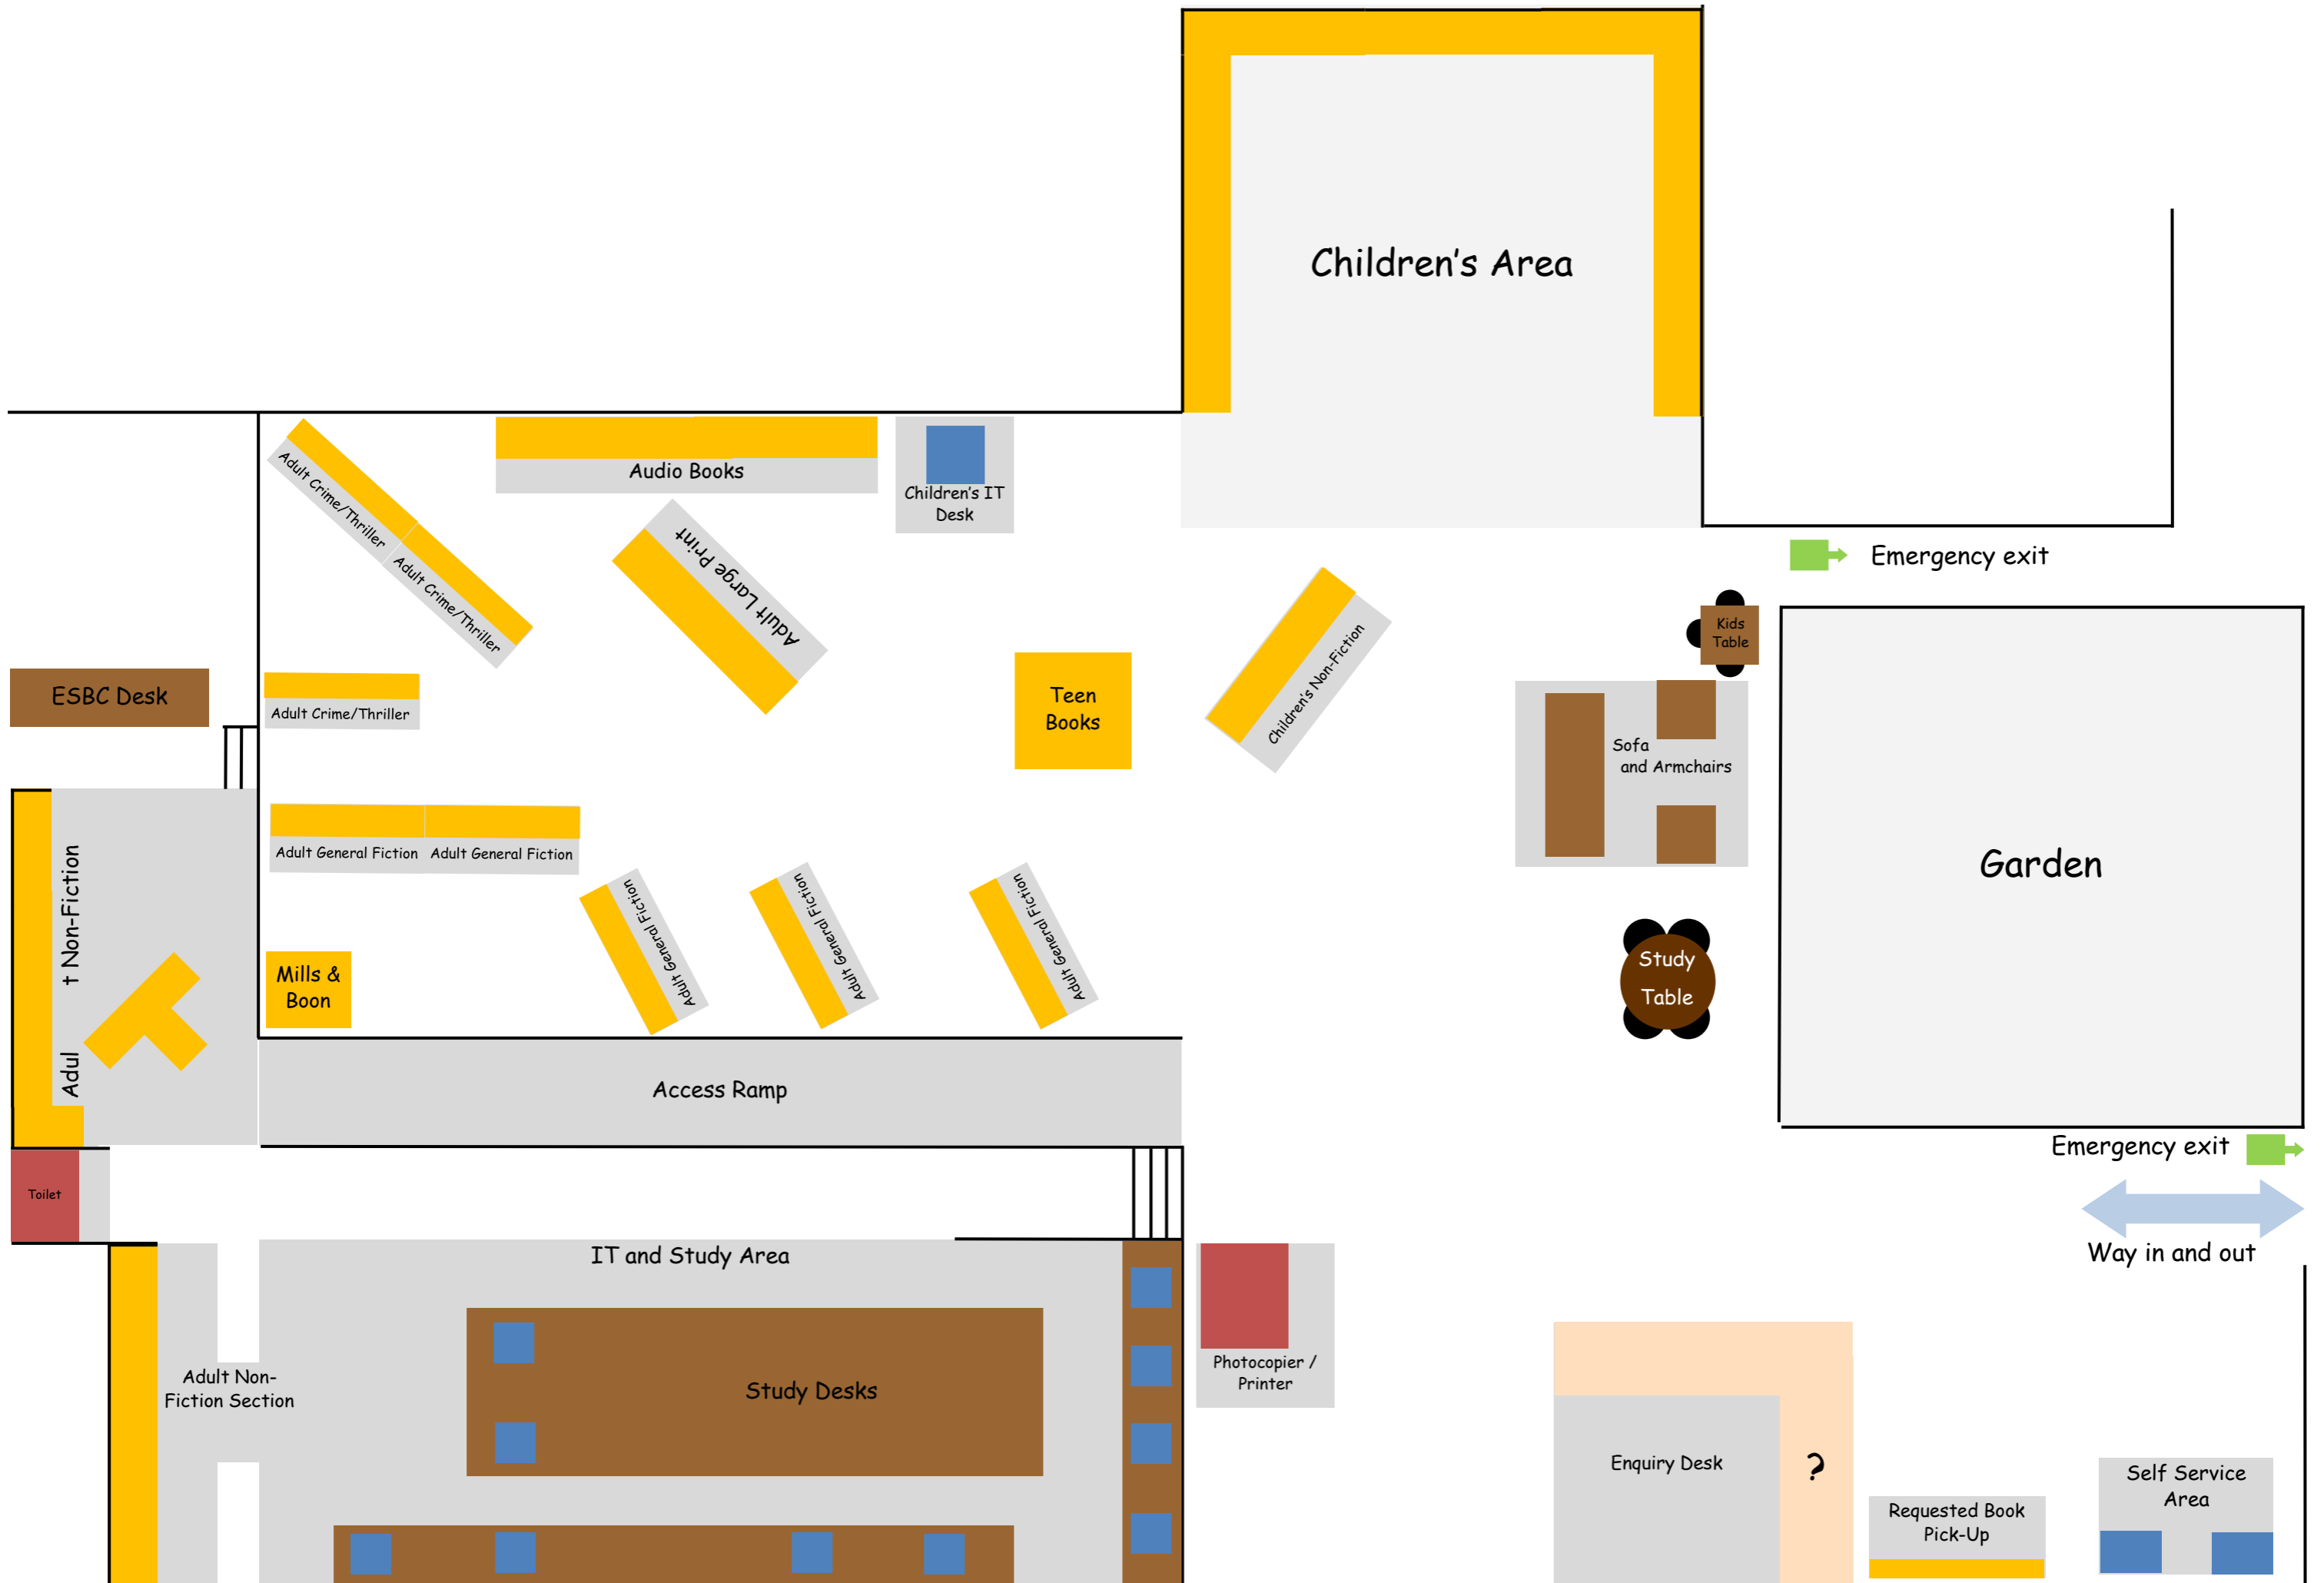 Children's Area
Adult Crime/Thriller
Audio Books
Children's IT
Desk
Adult Large Print
Adult Crime/Thriller
Emergency exit
Kids
Table
ESBC Desk
Adult Crime/Thriller
Teen
Books
Children's Non-Fiction
Sofa
and Armchairs
Garden
Adult General Fiction
Adult General Fiction
Adul t Non-Fiction
Adult General Fiction
Adult General Fiction
Adult General Fiction
Mills &
Boon
Study
Table
Access Ramp
Emergency exit
Toilet
Way in and out
IT and Study Area
Adult Non-
Fiction Section
Study Desks
Photocopier /
Printer
Enquiry Desk
?
Requested Book
Pick-Up
Self Service
Area